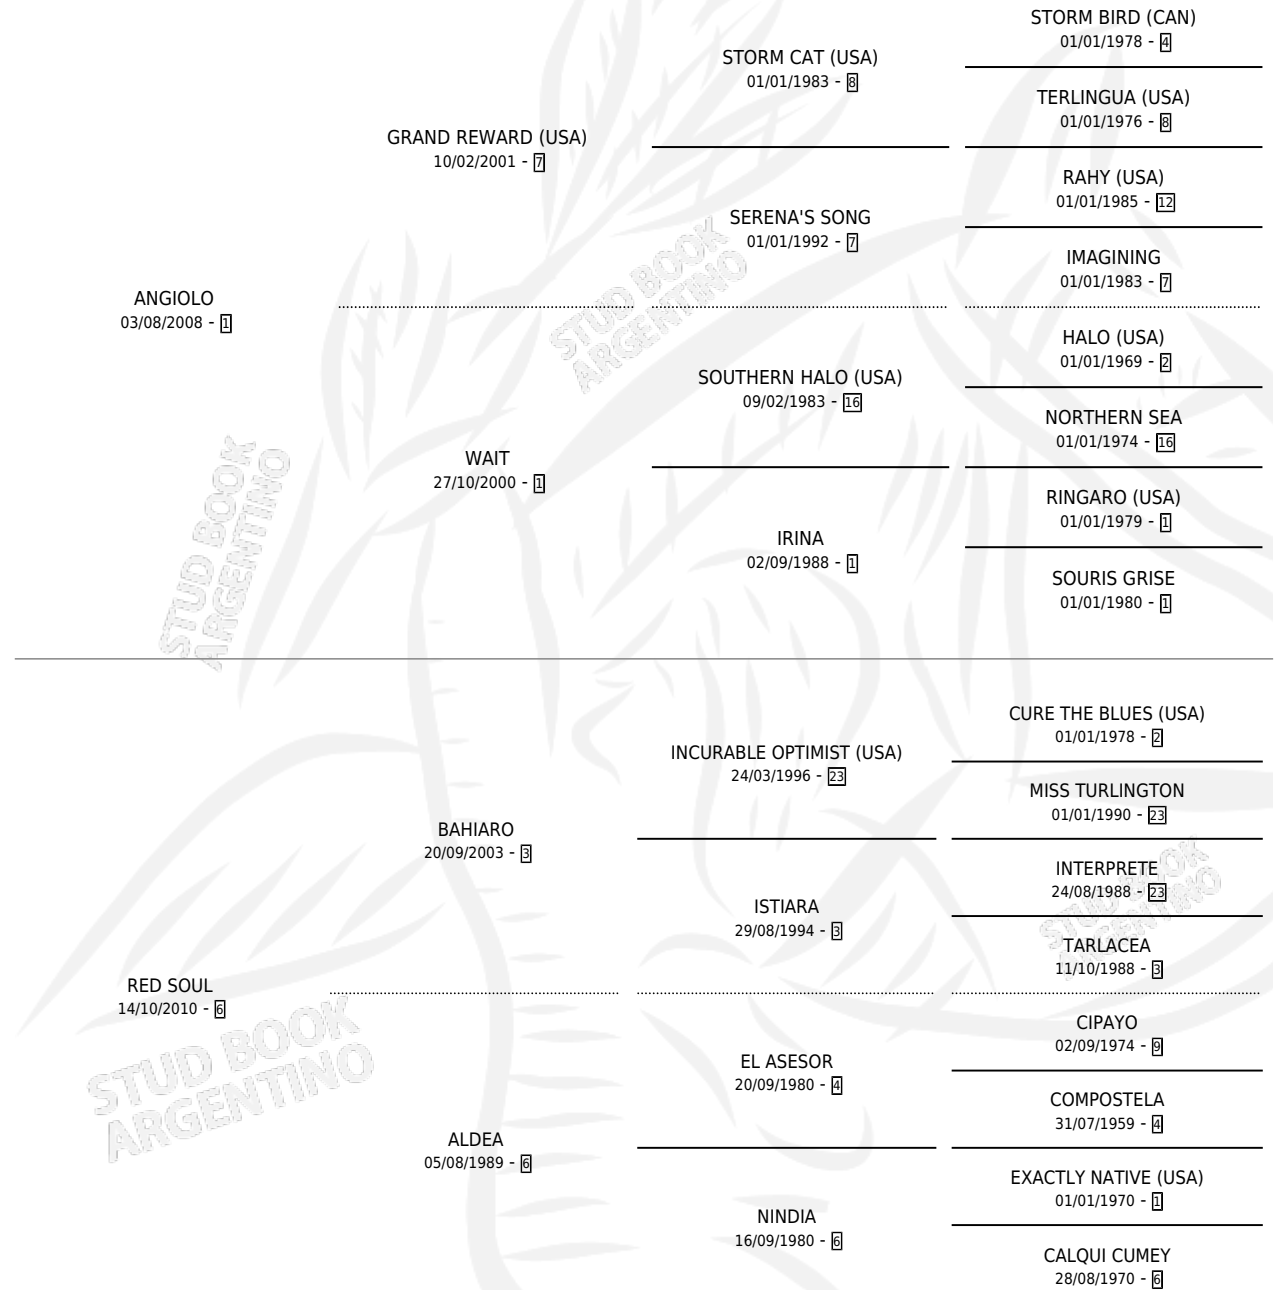 STORM BIRD (CAN)
01/01/1978 - 4
STORM CAT (USA)
01/01/1983 - 8
TERLINGUA (USA)
01/01/1976 - 8
GRAND REWARD (USA)
10/02/2001 - 7
RAHY (USA)
01/01/1985 - 12
SERENA'S SONG
01/01/1992 - 7
IMAGINING
01/01/1983 - 7
ANGIOLO
03/08/2008 - 1
HALO (USA)
01/01/1969 - 2
SOUTHERN HALO (USA)
09/02/1983 - 16
NORTHERN SEA
01/01/1974 - 16
WAIT
27/10/2000 - 1
RINGARO (USA)
01/01/1979 - 1
IRINA
02/09/1988 - 1
SOURIS GRISE
01/01/1980 - 1
STUD BOOK
ARGENTINO
STUD BOOK
ARGENTINO
CURE THE BLUES (USA)
01/01/1978 - 2
INCURABLE OPTIMIST (USA)
24/03/1996 - 23
MISS TURLINGTON
01/01/1990 - 23
BAHIARO
20/09/2003 - 3
INTERPRETE
24/08/1988 - 23
ISTIARA
29/08/1994 - 3
TARLACEA
11/10/1988 - 3
RED SOUL
14/10/2010 - 6
CIPAYO
02/09/1974 - 9
EL ASESOR
20/09/1980 - 4
COMPOSTELA
31/07/1959 - 4
ALDEA
05/08/1989 - 6
EXACTLY NATIVE (USA)
01/01/1970 - 1
NINDIA
16/09/1980 - 6
CALQUI CUMEY
28/08/1970 - 6
STUD BOOK
ARGENTINO
STUD BOOK
ARGENTINO